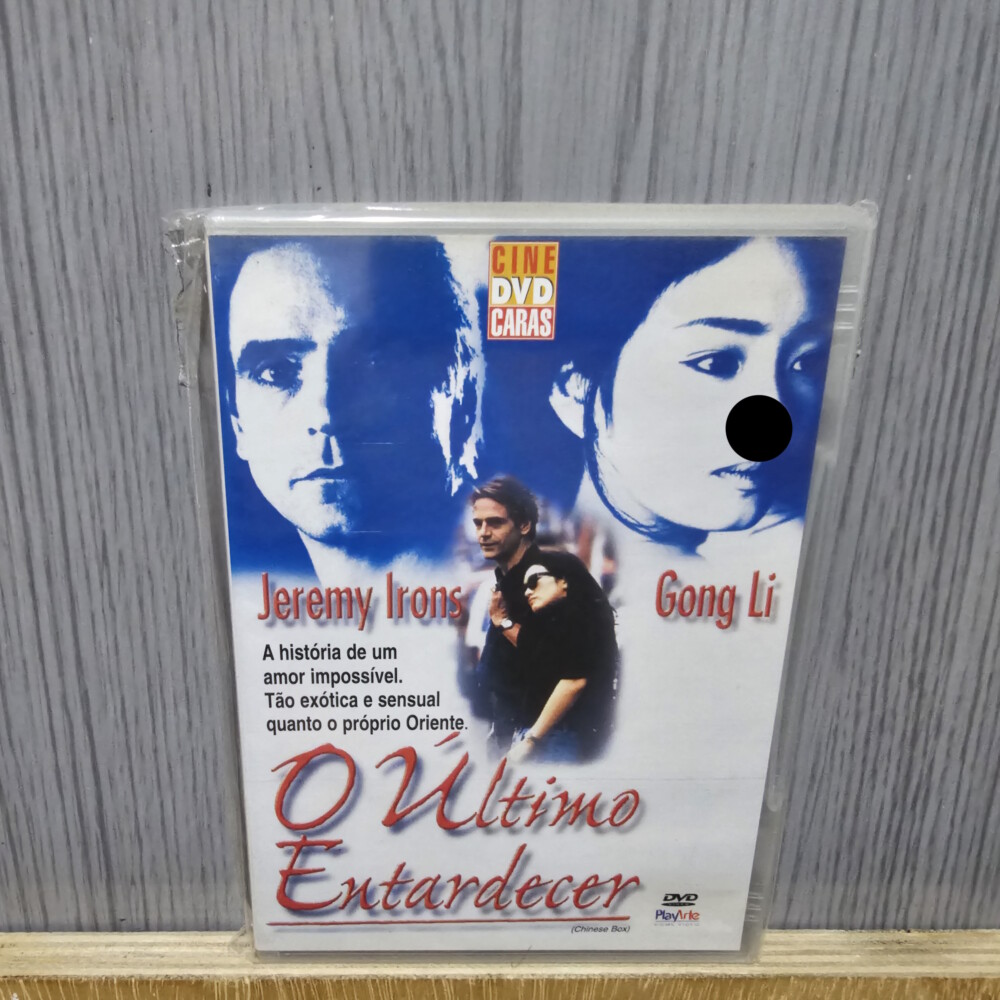 CINE
DVD
CARAS
Jeremy Irons
Gong Li
A história de um
amor impossível.
Tão exótica e sensual
quanto o próprio Oriente.
O Último
Entardecer
(Chinese Box)
DVD
PlayArte